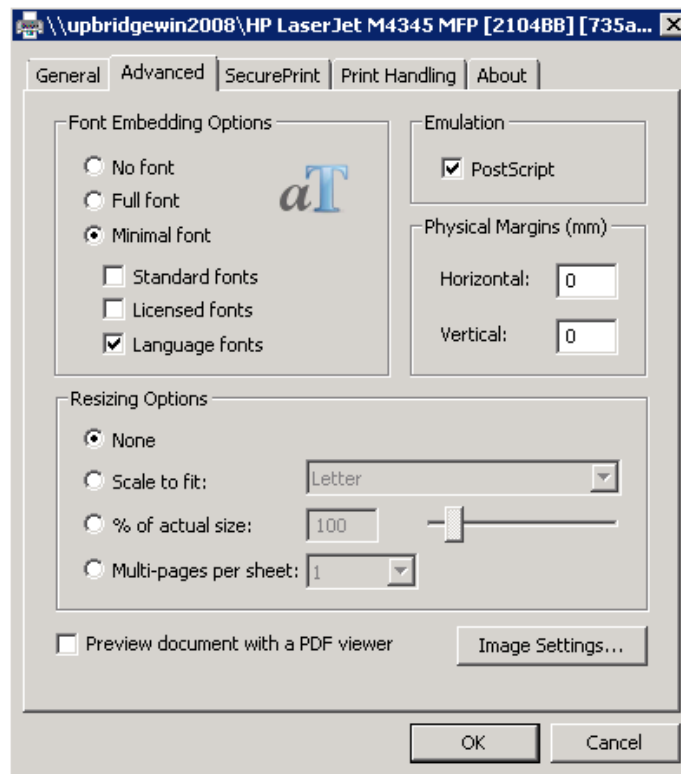 \\upbridgewin2008\HP LaserJet M4345 MFP [2104BB] [735a...
General Advanced SecurePrint Print Handling About
Font Embedding Options
No font
Full font
Minimal font
Standard fonts
Licensed fonts
Language fonts
aT
Emulation
PostScript
Physical Margins (mm)
Horizontal: 0
Vertical: 0
Resizing Options
None
Scale to fit: Letter
% of actual size: 100
Multi-pages per sheet: 1
Preview document with a PDF viewer
Image Settings...
OK Cancel